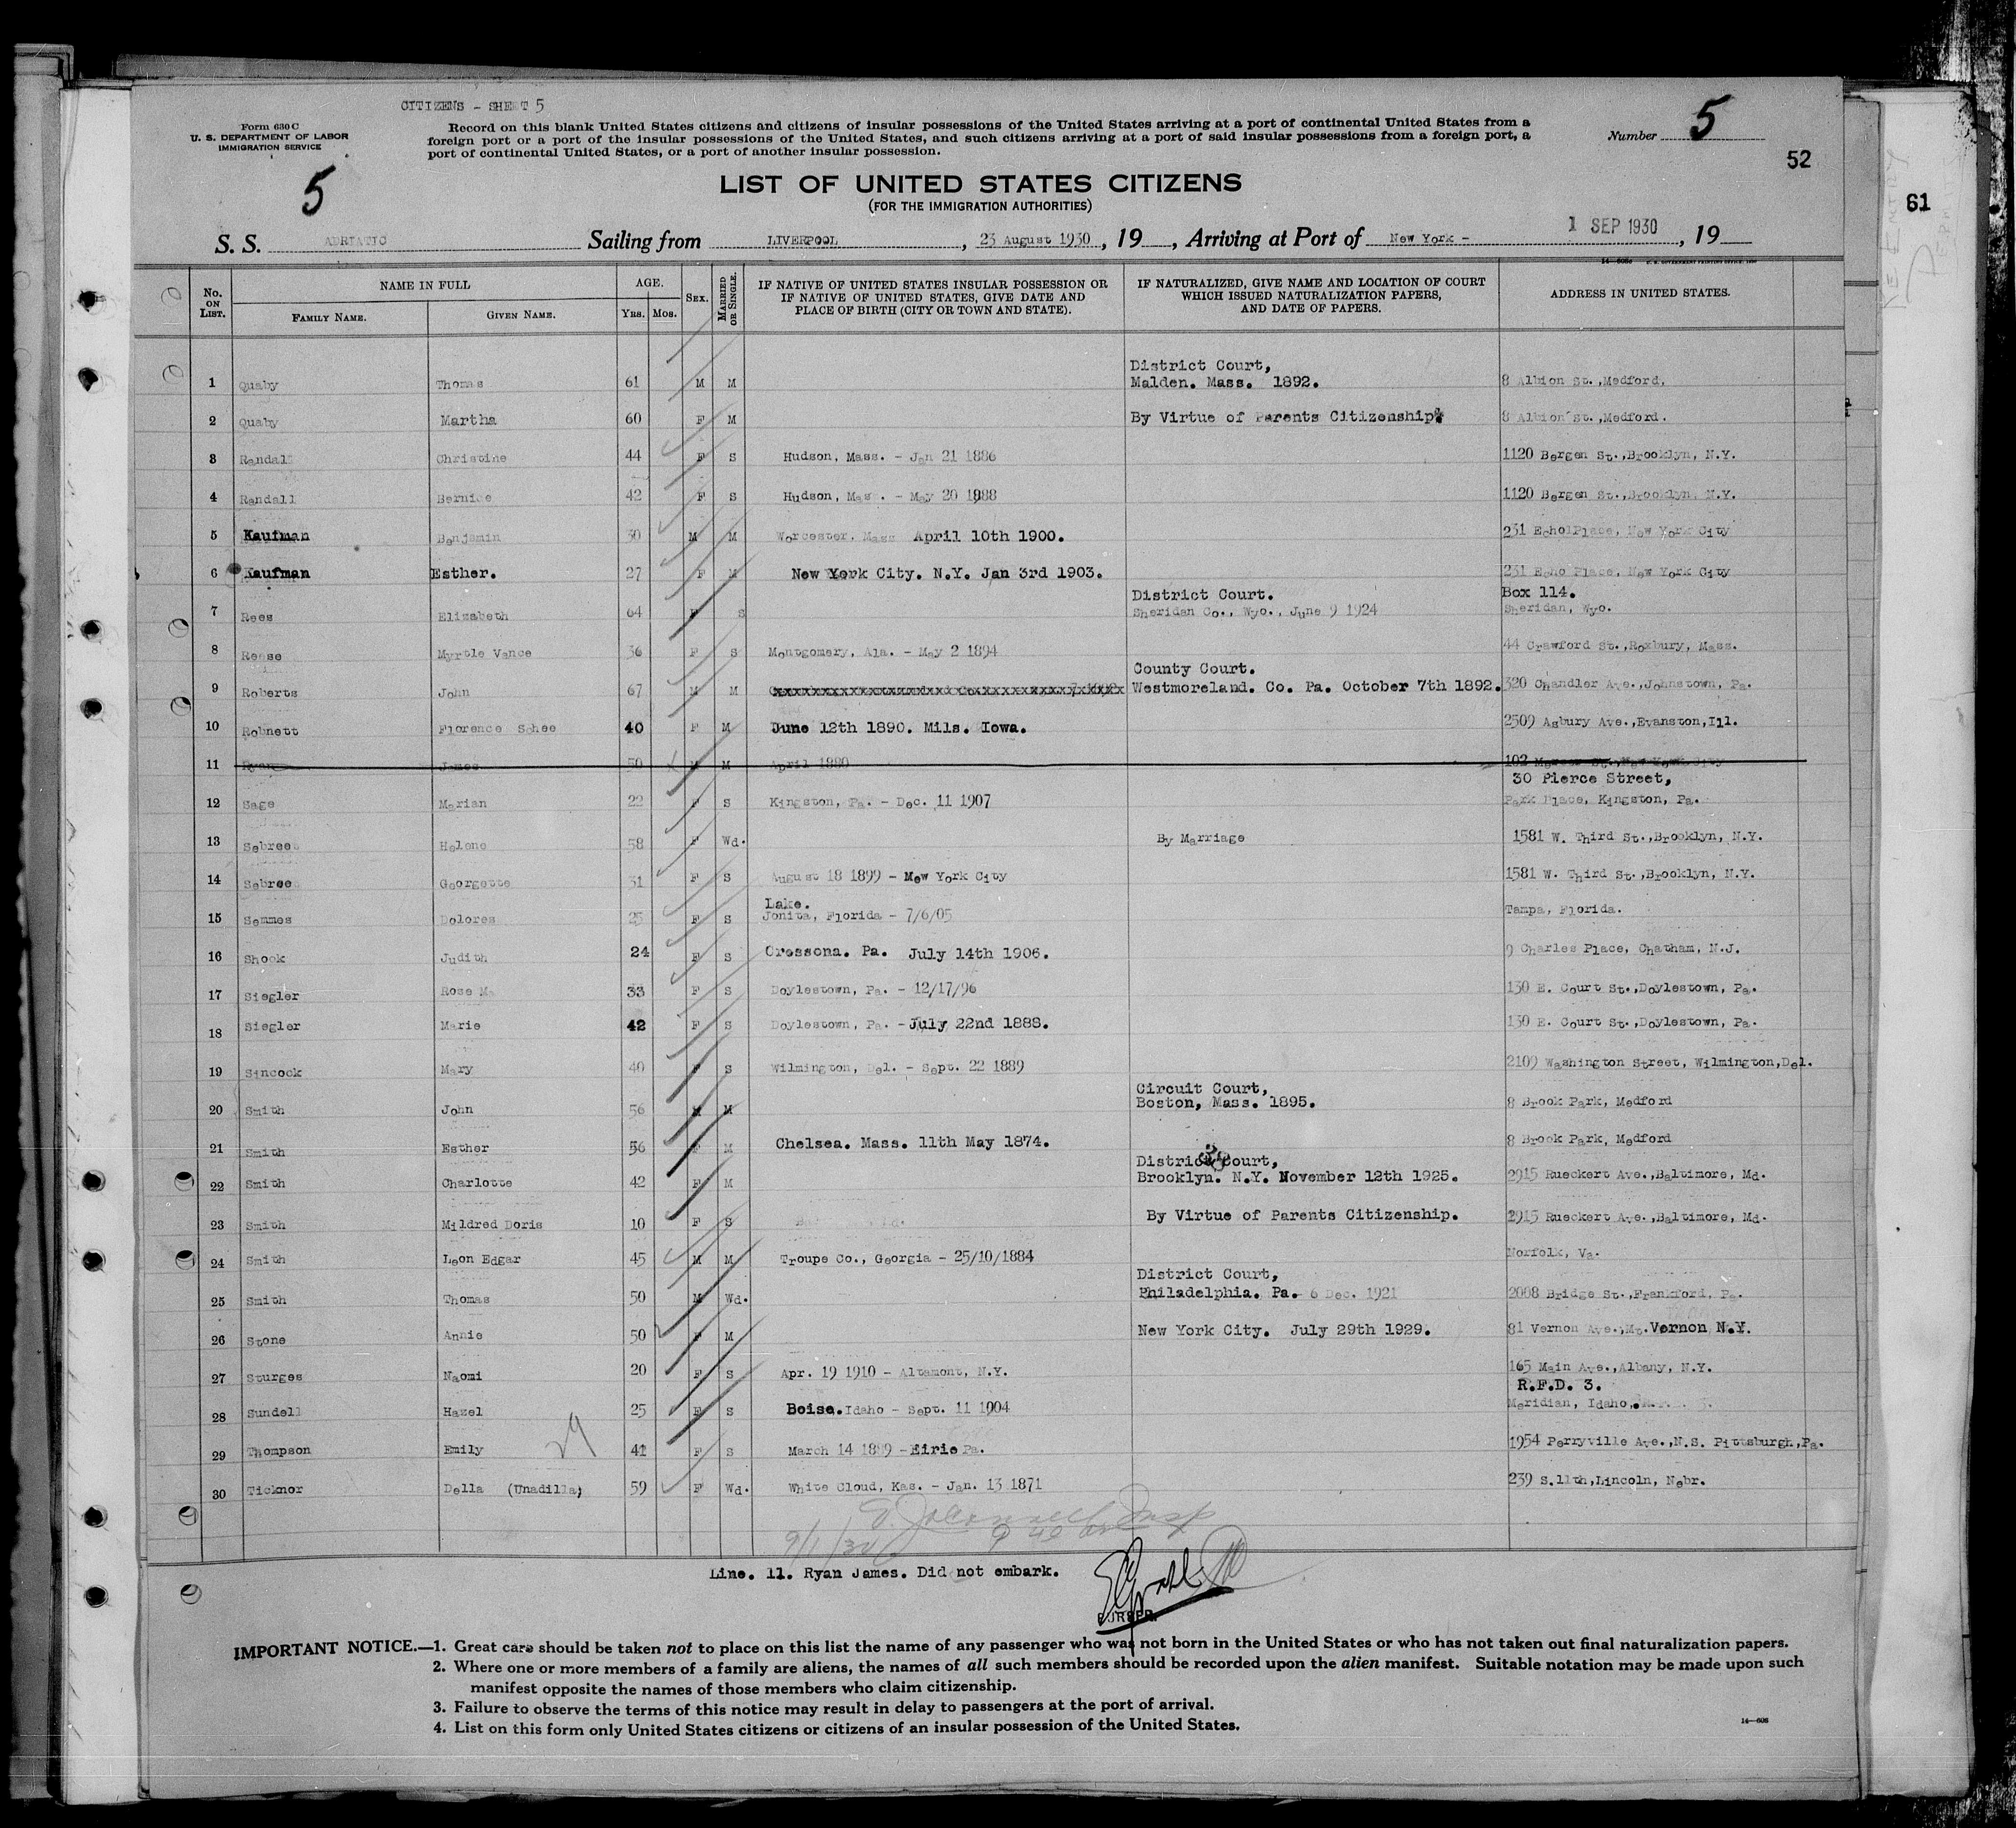 CITIZENS - SHEET 5
Form 630 C
U. S. DEPARTMENT OF LABOR
IMMIGRATION SERVICE
Record on this blank United States citizens and citizens of insular possessions of the United States arriving at a port of continental United States from a
foreign port or a port of the insular possessions of the United States, and such citizens arriving at a port of said insular possessions from a foreign port, a
port of continental United States, or a port of another insular possession.
Number 5
52
61
5
LIST OF UNITED STATES CITIZENS
(FOR THE IMMIGRATION AUTHORITIES)
S. S. ADRIATIC Sailing from LIVERPOOL, 23 August 1930, 19, Arriving at Port of New York - 1 SEP 1930, 19
No. ON LIST. NAME IN FULL AGE. SEX. MARRIED OR SINGLE. IF NATIVE OF UNITED STATES INSULAR POSSESSION OR IF NATIVE OF UNITED STATES, GIVE DATE AND PLACE OF BIRTH (CITY OR TOWN AND STATE). IF NATURALIZED, GIVE NAME AND LOCATION OF COURT WHICH ISSUED NATURALIZATION PAPERS, AND DATE OF PAPERS. ADDRESS IN UNITED STATES.
FAMILY NAME. GIVEN NAME. YRS. MOS.
District Court,
1 Quaby Thomas 61 M M Malden. Mass. 1892. 8 Albion St.,Medford.
2 Quaby Martha 60 F M By Virtue of Parents Citizenship. 8 Albion St.,Medford.
3 Randall Christine 44 F S Hudson, Mass. - Jan 21 1886 1120 Bergen St.,Brooklyn, N.Y.
4 Randall Bernice 42 F S Hudson, Mass. - May 20 1888 1120 Bergen St.,Brooklyn, N.Y.
5 Kaufman Benjamin 30 M M Worcester, Mass April 10th 1900. 231 Echo Place, New York City
6 Kaufman Esther. 27 F M New York City. N.Y. Jan 3rd 1903. 231 Echo Place, New York City
District Court. Box 114.
7 Rees Elizabeth 64 F S Sheridan Co., Wyo., June 9 1924 Sheridan, Wyo.
8 Reese Myrtle Vance 36 F S Montgomery, Ala. - May 2 1894 44 Crawford St.,Roxbury, Mass.
County Court.
9 Roberts John 67 M M Westmoreland. Co. Pa. October 7th 1892. 320 Chandler Ave.,Johnstown, Pa.
10 Robnett Florence Schee 40 F M June 12th 1890. Mils. Iowa. 2509 Asbury Ave.,Evanston,Ill.
11 Ryan James 50 M M April 1880 102 Mercer St.,New York City
30 Pierce Street,
12 Sage Marian 22 F S Kingston, Pa. - Dec. 11 1907 Park Place, Kingston, Pa.
13 Sebree Helene 58 F Wd. By Marriage 1581 W. Third St.,Brooklyn, N.Y.
14 Sebree Georgette 31 F S August 18 1899 - New York City 1581 W. Third St.,Brooklyn, N.Y.
Lake.
15 Semmes Dolores 25 F S Jonita, Florida - 7/6/05 Tampa, Florida.
16 Shook Judith 24 F S Cressona. Pa. July 14th 1906. 9 Charles Place, Chatham, N.J.
17 Siegler Rose M. 33 F S Doylestown, Pa. - 12/17/96 130 E. Court St.,Doylestown, Pa.
18 Siegler Marie 42 F S Doylestown, Pa. - July 22nd 1888. 130 E. Court St.,Doylestown, Pa.
19 Sincock Mary 40 F S Wilmington, Del. - Sept. 22 1889 2109 Washington Street, Wilmington,Del.
Circuit Court,
20 Smith John 56 M M Boston, Mass. 1895. 8 Brook Park, Medford
21 Smith Esther 56 F M Chelsea. Mass. 11th May 1874. 8 Brook Park, Medford
District Court,
22 Smith Charlotte 42 F M Brooklyn. N.Y. November 12th 1925. 2915 Rueckert Ave.,Baltimore, Md.
23 Smith Mildred Doris 10 F S By Virtue of Parents Citizenship. 2915 Rueckert Ave.,Baltimore, Md.
24 Smith Leon Edgar 45 M M Troupe Co., Georgia - 25/10/1884 Norfolk, Va.
District Court,
25 Smith Thomas 50 M Wd. Philadelphia. Pa. - 6 Dec. 1921 2008 Bridge St.,Frankford, Pa.
26 Stone Annie 50 F M New York City. July 29th 1929. 81 Vernon Ave.,Mt. Vernon N.Y.
27 Sturges Naomi 20 F S Apr. 19 1910 - Altamont, N.Y. 165 Main Ave.,Albany, N.Y.
R.F.D. 3.
28 Sundell Hazel 25 F S Boise. Idaho - Sept. 11 1904 Meridian, Idaho,
29 Thompson Emily 41 F S March 14 1889 - Eirie Pa. 1954 Perryville Ave.,N.S. Pittsburgh,Pa.
29
30 Ticknor Della (Unadilla) 59 F Wd. White Cloud, Kas. - Jan. 13 1871 239 S.11th,Lincoln, Nebr.
9/1/30
Line. 11. Ryan James. Did not embark.
PURSER.
IMPORTANT NOTICE.—1. Great care should be taken not to place on this list the name of any passenger who was not born in the United States or who has not taken out final naturalization papers.
2. Where one or more members of a family are aliens, the names of all such members should be recorded upon the alien manifest. Suitable notation may be made upon such
manifest opposite the names of those members who claim citizenship.
3. Failure to observe the terms of this notice may result in delay to passengers at the port of arrival.
4. List on this form only United States citizens or citizens of an insular possession of the United States.
14—608